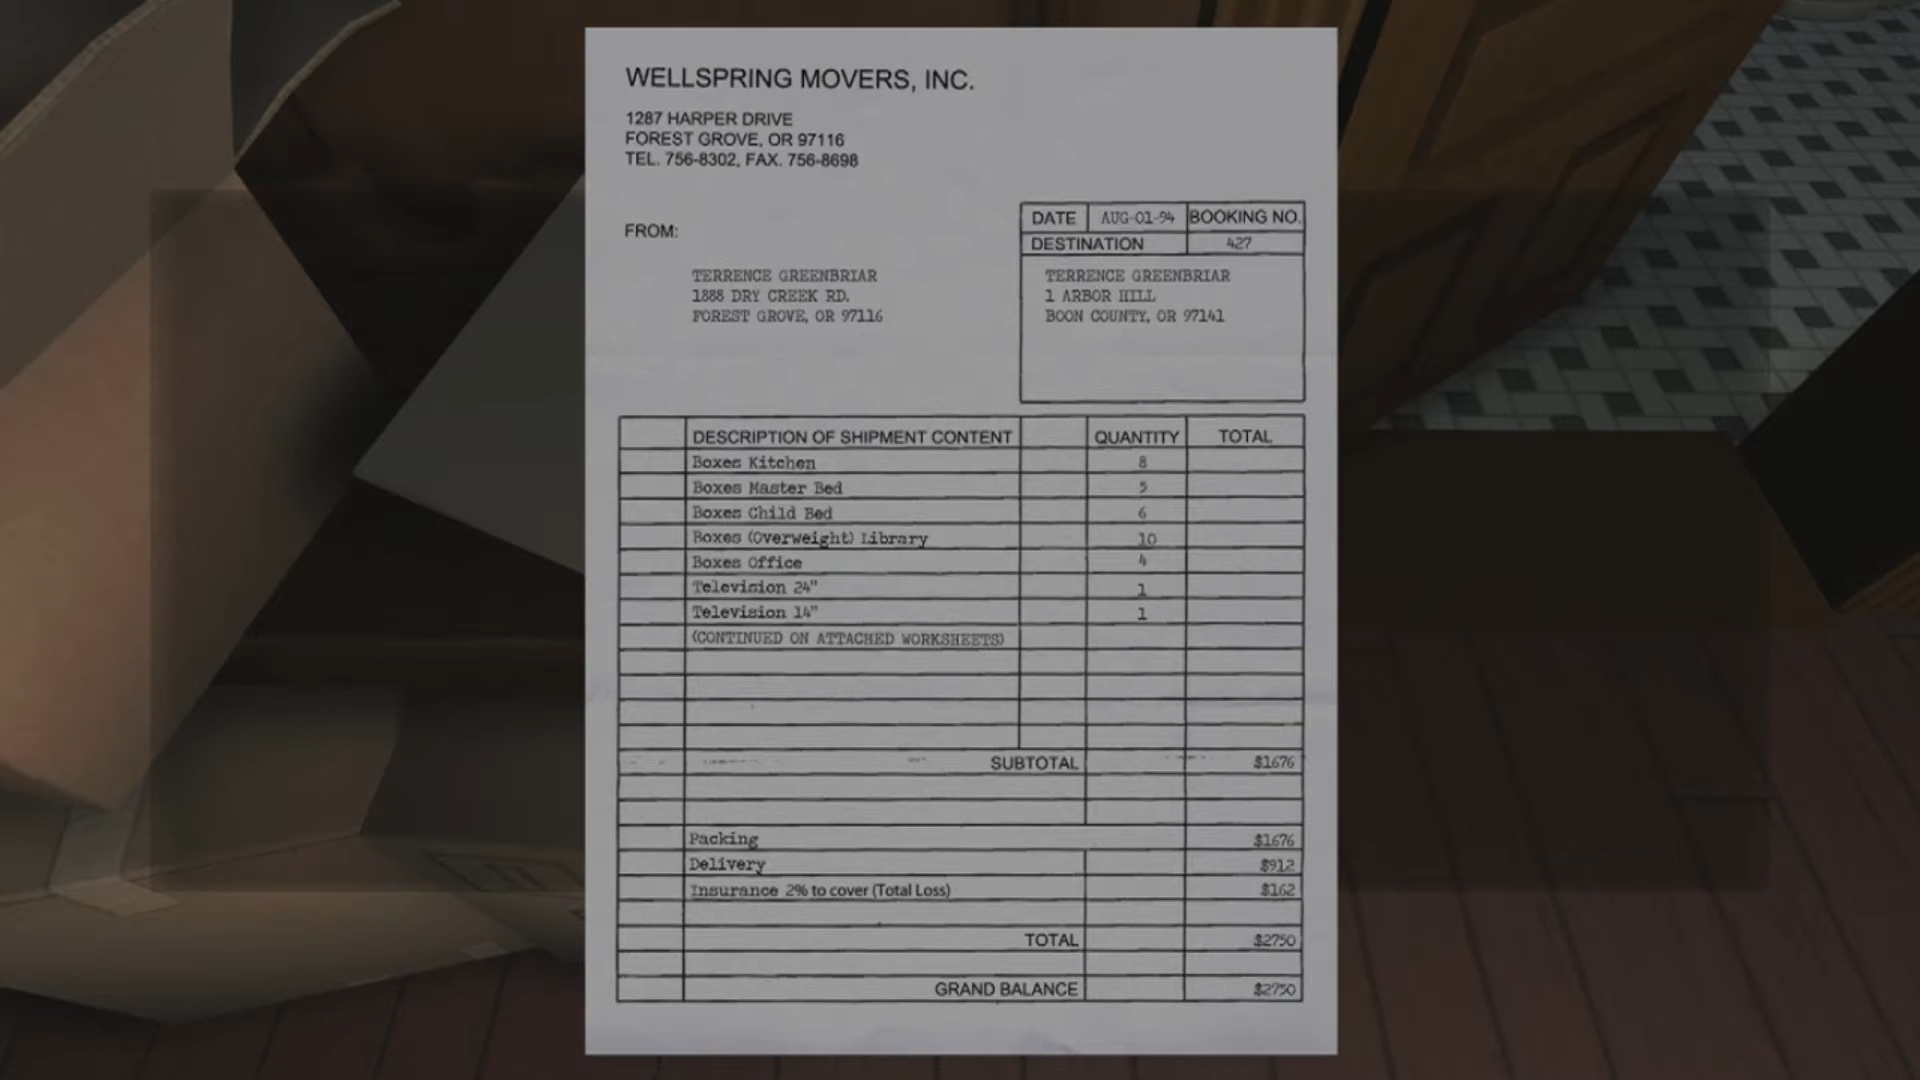 WELLSPRING MOVERS, INC.
1287 HARPER DRIVE
FOREST GROVE, OR 97116
TEL. 756-8302, FAX. 756-8698
FROM:
TERRENCE GREENBRIAR
1888 DRY CREEK RD.
FOREST GROVE, OR 97116
DATE AUG-01-94 BOOKING NO.
DESTINATION 427
TERRENCE GREENBRIAR
1 ARBOR HILL
BOON COUNTY, OR 97141
DESCRIPTION OF SHIPMENT CONTENT QUANTITY TOTAL
Boxes Kitchen 8
Boxes Master Bed 5
Boxes Child Bed 6
Boxes (Overweight) Library 10
Boxes Office 4
Television 24" 1
Television 14" 1
(CONTINUED ON ATTACHED WORKSHEETS)
SUBTOTAL $1676
Packing $1676
Delivery $912
Insurance 2% to cover (Total Loss) $162
TOTAL $2750
GRAND BALANCE $2750